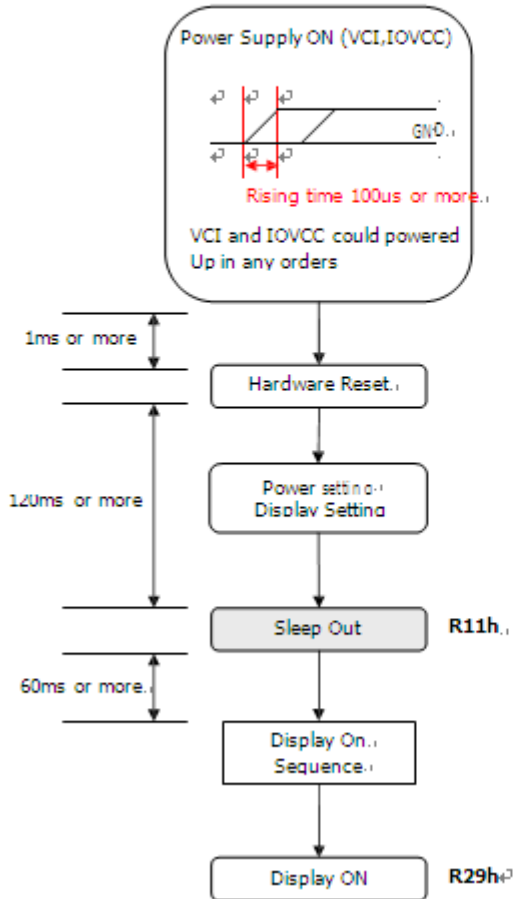 Power Supply ON (VCI,IOVCC)
GND
Rising time 100us or more.
VCI and IOVCC could powered
Up in any orders
1ms or more
Hardware Reset.
120ms or more
Power setting.
Display Setting
Sleep Out
R11h.
60ms or more.
Display On.
Sequence.
Display ON
R29h